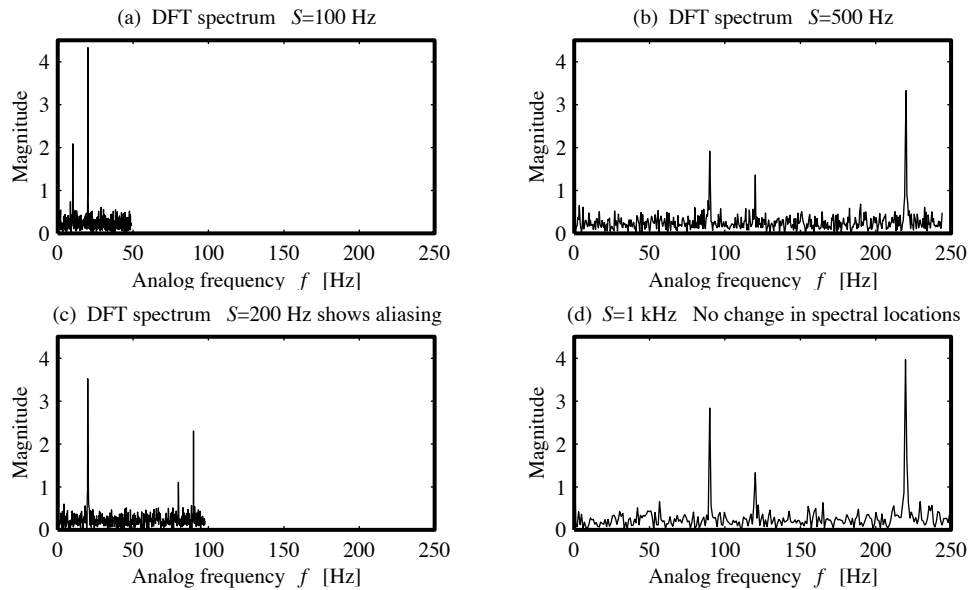 (a) DFT spectrum S=100 Hz
4
3
2
1
0
Magnitude
0 50 100 150 200 250
Analog frequency f [Hz]
(b) DFT spectrum S=500 Hz
4
3
2
1
0
Magnitude
0 50 100 150 200 250
Analog frequency f [Hz]
(c) DFT spectrum S=200 Hz shows aliasing
4
3
2
1
0
Magnitude
0 50 100 150 200 250
Analog frequency f [Hz]
(d) S=1 kHz No change in spectral locations
4
3
2
1
0
Magnitude
0 50 100 150 200 250
Analog frequency f [Hz]